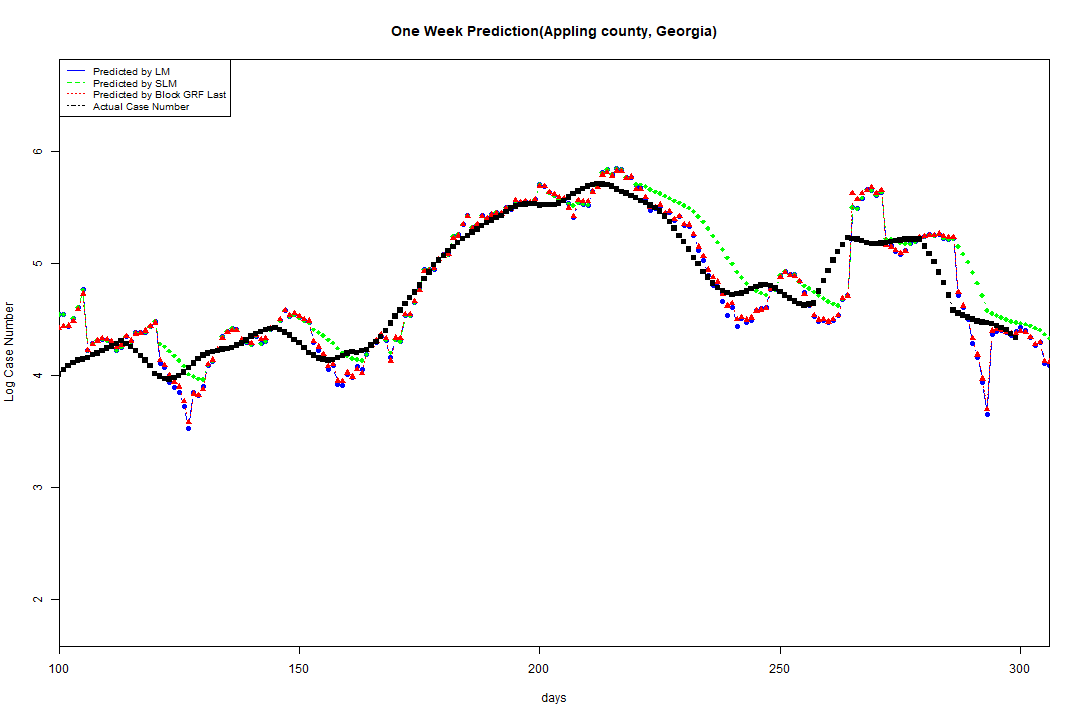 One Week Prediction(Appling county, Georgia)
Predicted by LM
Predicted by SLM
Predicted by Block GRF Last
Actual Case Number
6
5
4
3
2
Log Case Number
100 150 200 250 300
days